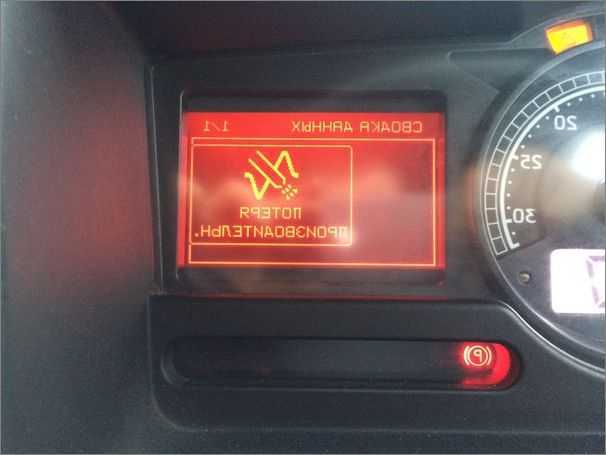 СВОДКА ДАННЫХ 1/1
ПОТЕРЯ
ПРОИЗВОДИТЕЛЬН.
20
25
30
P